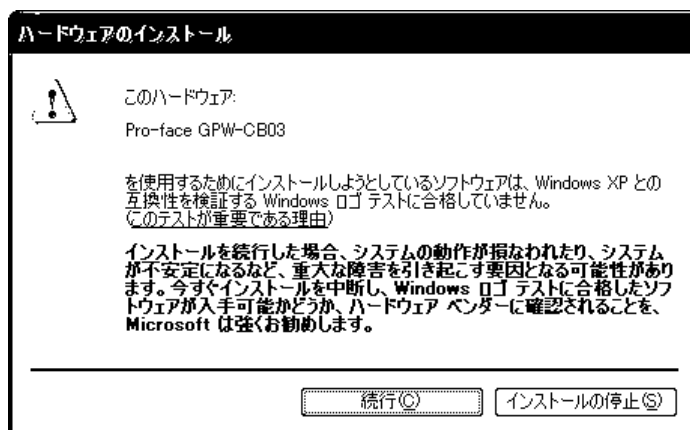 ハードウェアのインストール
このハードウェア:
Pro-face GPW-CB03
を使用するためにインストールしようとしているソフトウェアは、Windows XP との
互換性を検証する Windows ロゴ テストに合格していません。
(このテストが重要である理由)
インストールを続行した場合、システムの動作が損なわれたり、システム
が不安定になるなど、重大な障害を引き起こす要因となる可能性があり
ます。今すぐインストールを中断し、Windows ロゴ テストに合格したソフ
トウェアが入手可能かどうか、ハードウェア ベンダーに確認されることを、
Microsoft は強くお勧めします。
続行(C)
インストールの停止(S)